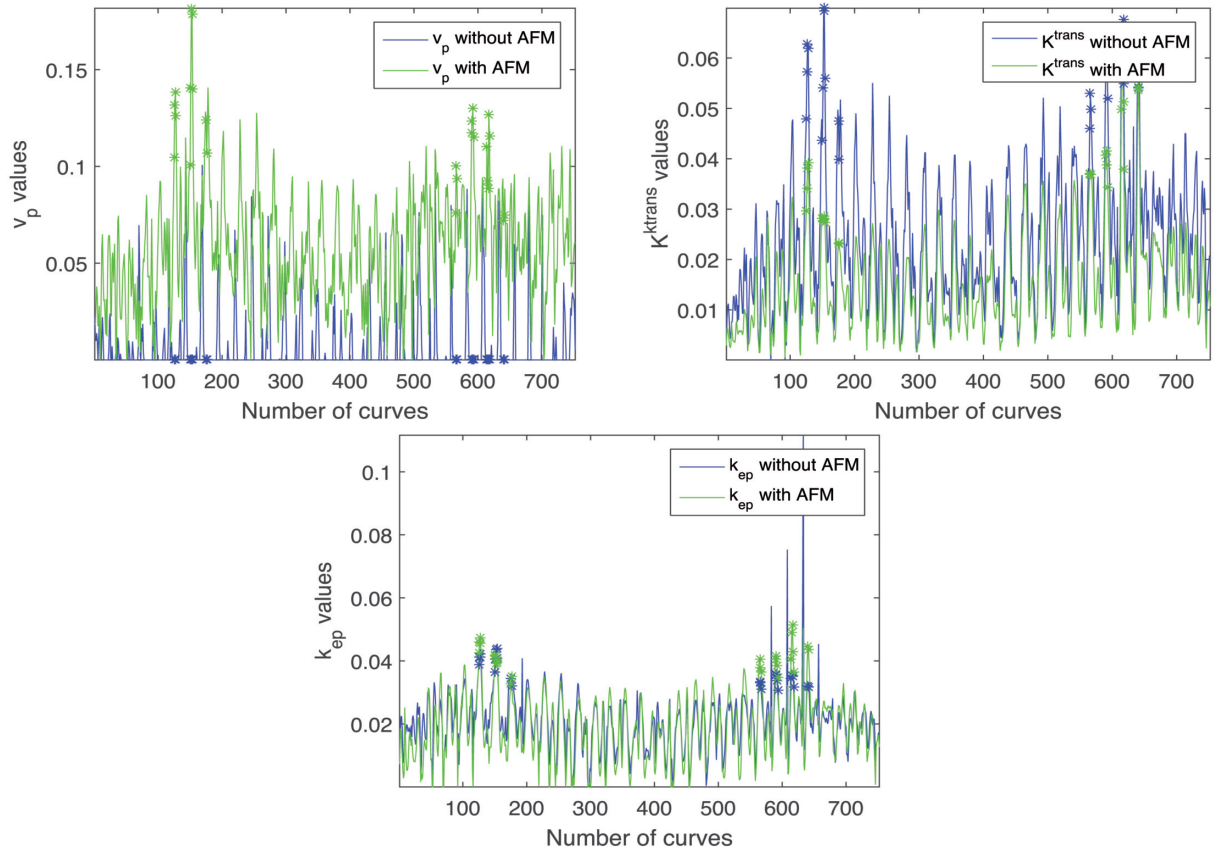 0.15
0.1
0.05
v_p values
v_p without AFM
v_p with AFM
100 200 300 400 500 600 700
Number of curves
0.06
0.05
0.04
0.03
0.02
0.01
K^ktrans values
K^trans without AFM
K^trans with AFM
100 200 300 400 500 600 700
Number of curves
0.1
0.08
0.06
0.04
0.02
k_ep values
k_ep without AFM
k_ep with AFM
100 200 300 400 500 600 700
Number of curves